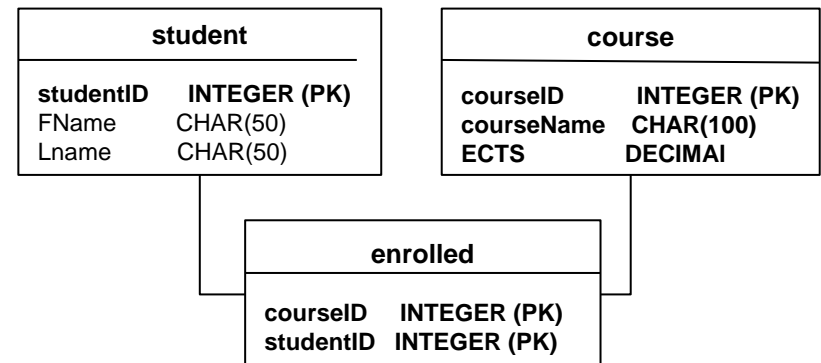 student
studentID INTEGER (PK)
FName CHAR(50)
Lname CHAR(50)
course
courseID INTEGER (PK)
courseName CHAR(100)
ECTS DECIMAl
enrolled
courseID INTEGER (PK)
studentID INTEGER (PK)